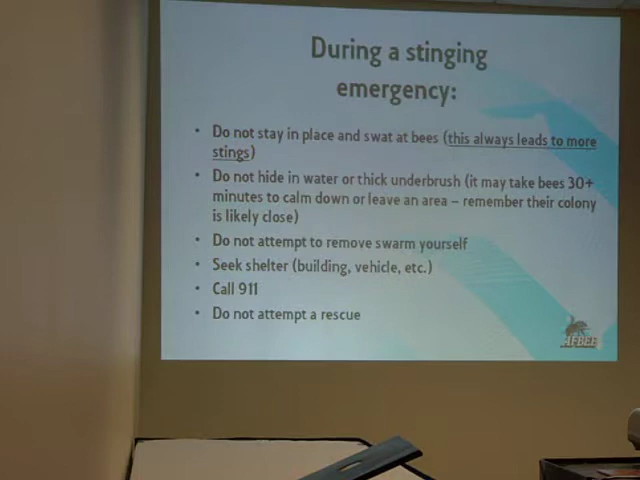 During a stinging
emergency:
• Do not stay in place and swat at bees (this always leads to more
stings)
• Do not hide in water or thick underbrush (it may take bees 30+
minutes to calm down or leave an area – remember their colony
is likely close)
• Do not attempt to remove swarm yourself
• Seek shelter (building, vehicle, etc.)
• Call 911
• Do not attempt a rescue